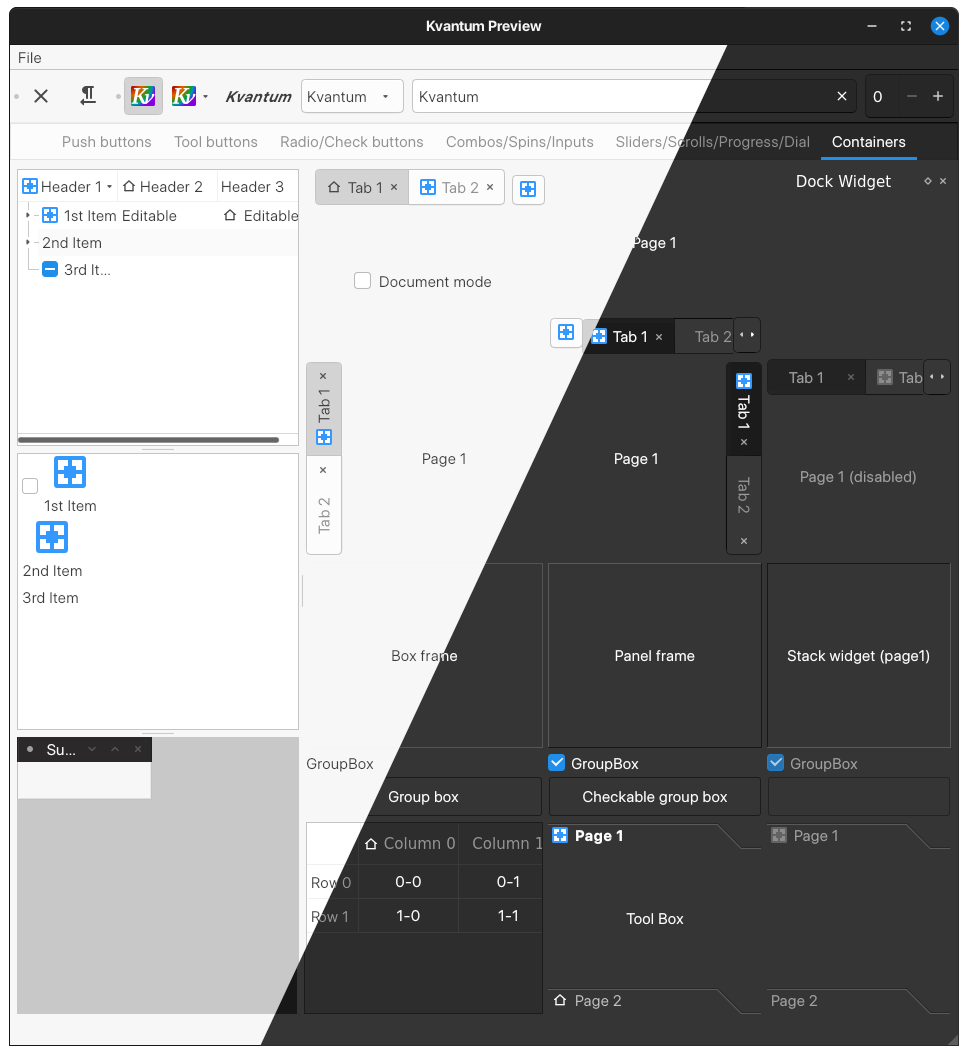 Kvantum Preview
File
Kvantum Kvantum Kvantum 0
Push buttons Tool buttons Radio/Check buttons Combos/Spins/Inputs Sliders/Scrolls/Progress/Dial Containers
Header 1 Header 2 Header 3
1st Item Editable Editable
2nd Item
3rd It...
Tab 1 Tab 2
Dock Widget
Page 1
Document mode
Tab 1 Tab 2
Tab 1 Tab
Tab 1
Tab 2
Page 1
Page 1
Tab 1
Tab 2
Page 1 (disabled)
1st Item
2nd Item
3rd Item
Box frame
Panel frame
Stack widget (page1)
Su...
GroupBox
Group box
GroupBox
Checkable group box
GroupBox
Column 0 Column 1
Row 0 0-0 0-1
Row 1 1-0 1-1
Page 1
Tool Box
Page 2
Page 1
Page 2